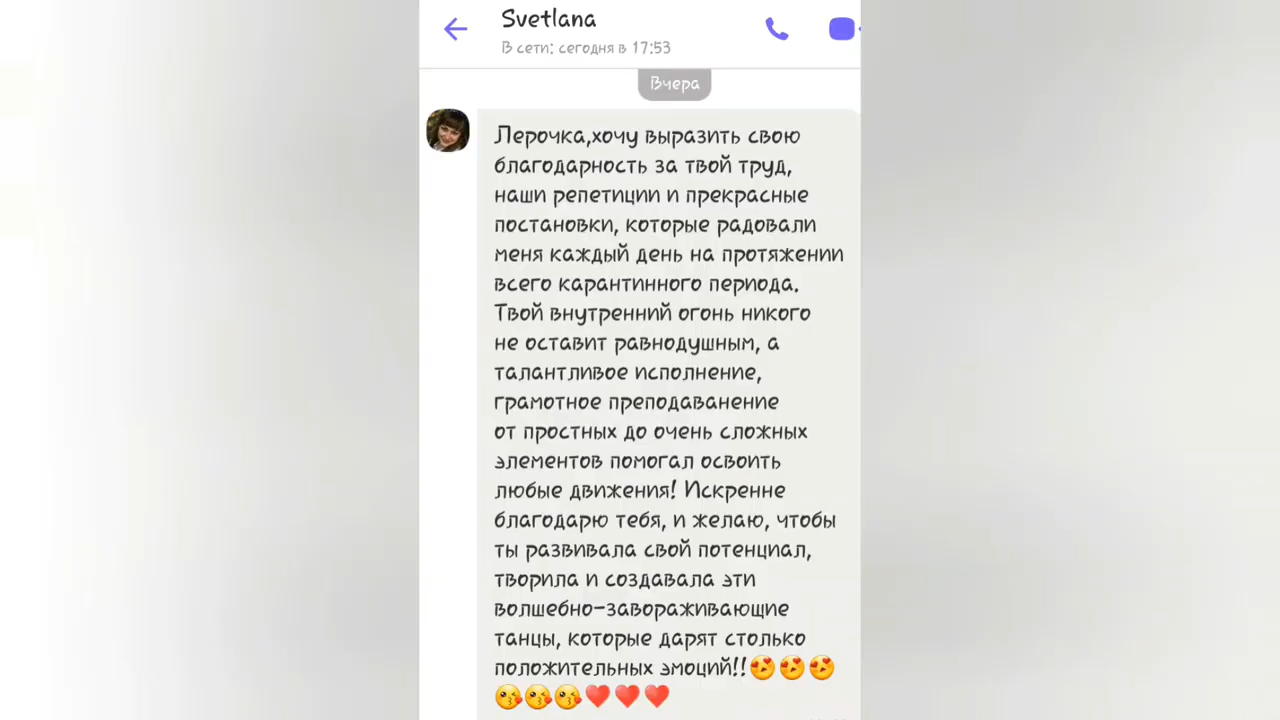 Svetlana
В сети: сегодня в 17:53
Вчера
Лерочка,хочу выразить свою
благодарность за твой труд,
наши репетиции и прекрасные
постановки, которые радовали
меня каждый день на протяжении
всего карантинного периода.
Твой внутренний огонь никого
не оставит равнодушным, а
талантливое исполнение,
грамотное преподаванение
от простных до очень сложных
элементов помогал освоить
любые движения! Искренне
благодарю тебя, и желаю, чтобы
ты развивала свой потенциал,
творила и создавала эти
волшебно-завораживающие
танцы, которые дарят столько
положительных эмоций!!😍😍😍
😘😘😘❤️❤️❤️